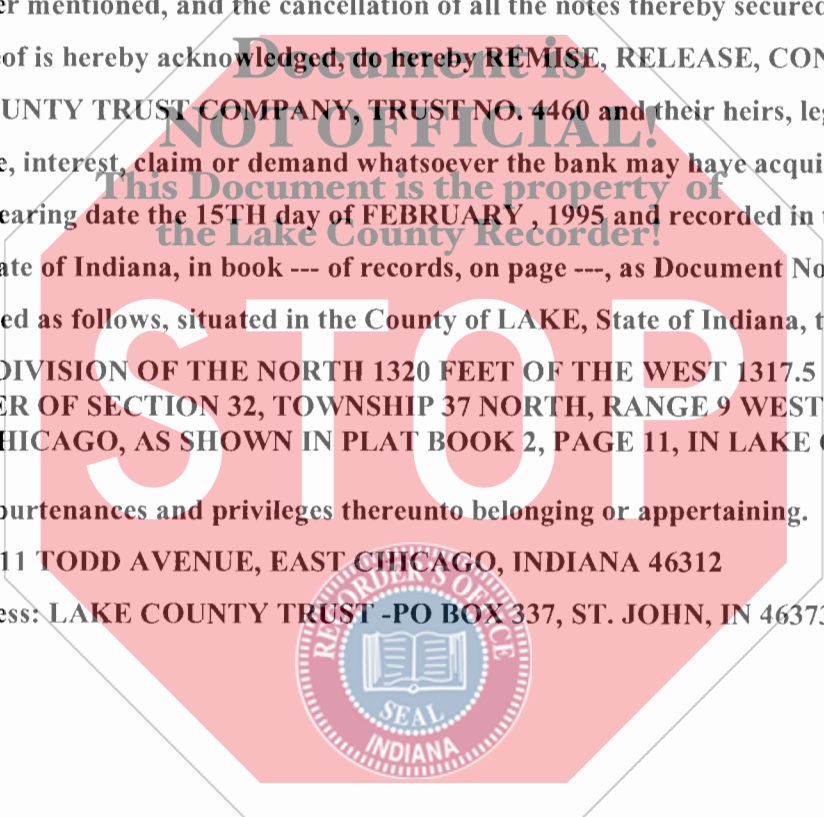 er mentioned, and the cancellation of all the notes thereby secured
Document is
of is hereby acknowledged, do hereby REMISE, RELEASE, CON
UNTY TRUST COMPANY, TRUST NO. 4460 and their heirs, leg
NOT OFFICIAL!
e, interest, claim or demand whatsoever the bank may have acqui
This Document is the property of
earing date the 15TH day of FEBRUARY , 1995 and recorded in
the Lake County Recorder!
ate of Indiana, in book --- of records, on page ---, as Document No
STOP
ed as follows, situated in the County of LAKE, State of Indiana, t
DIVISION OF THE NORTH 1320 FEET OF THE WEST 1317.5
ER OF SECTION 32, TOWNSHIP 37 NORTH, RANGE 9 WEST
HICAGO, AS SHOWN IN PLAT BOOK 2, PAGE 11, IN LAKE
purtenances and privileges thereunto belonging or appertaining.
11 TODD AVENUE, EAST CHICAGO, INDIANA 46312
ess: LAKE COUNTY TRUST -PO BOX 337, ST. JOHN, IN 46373
RECORDER'S OFFICE
SEAL
INDIANA